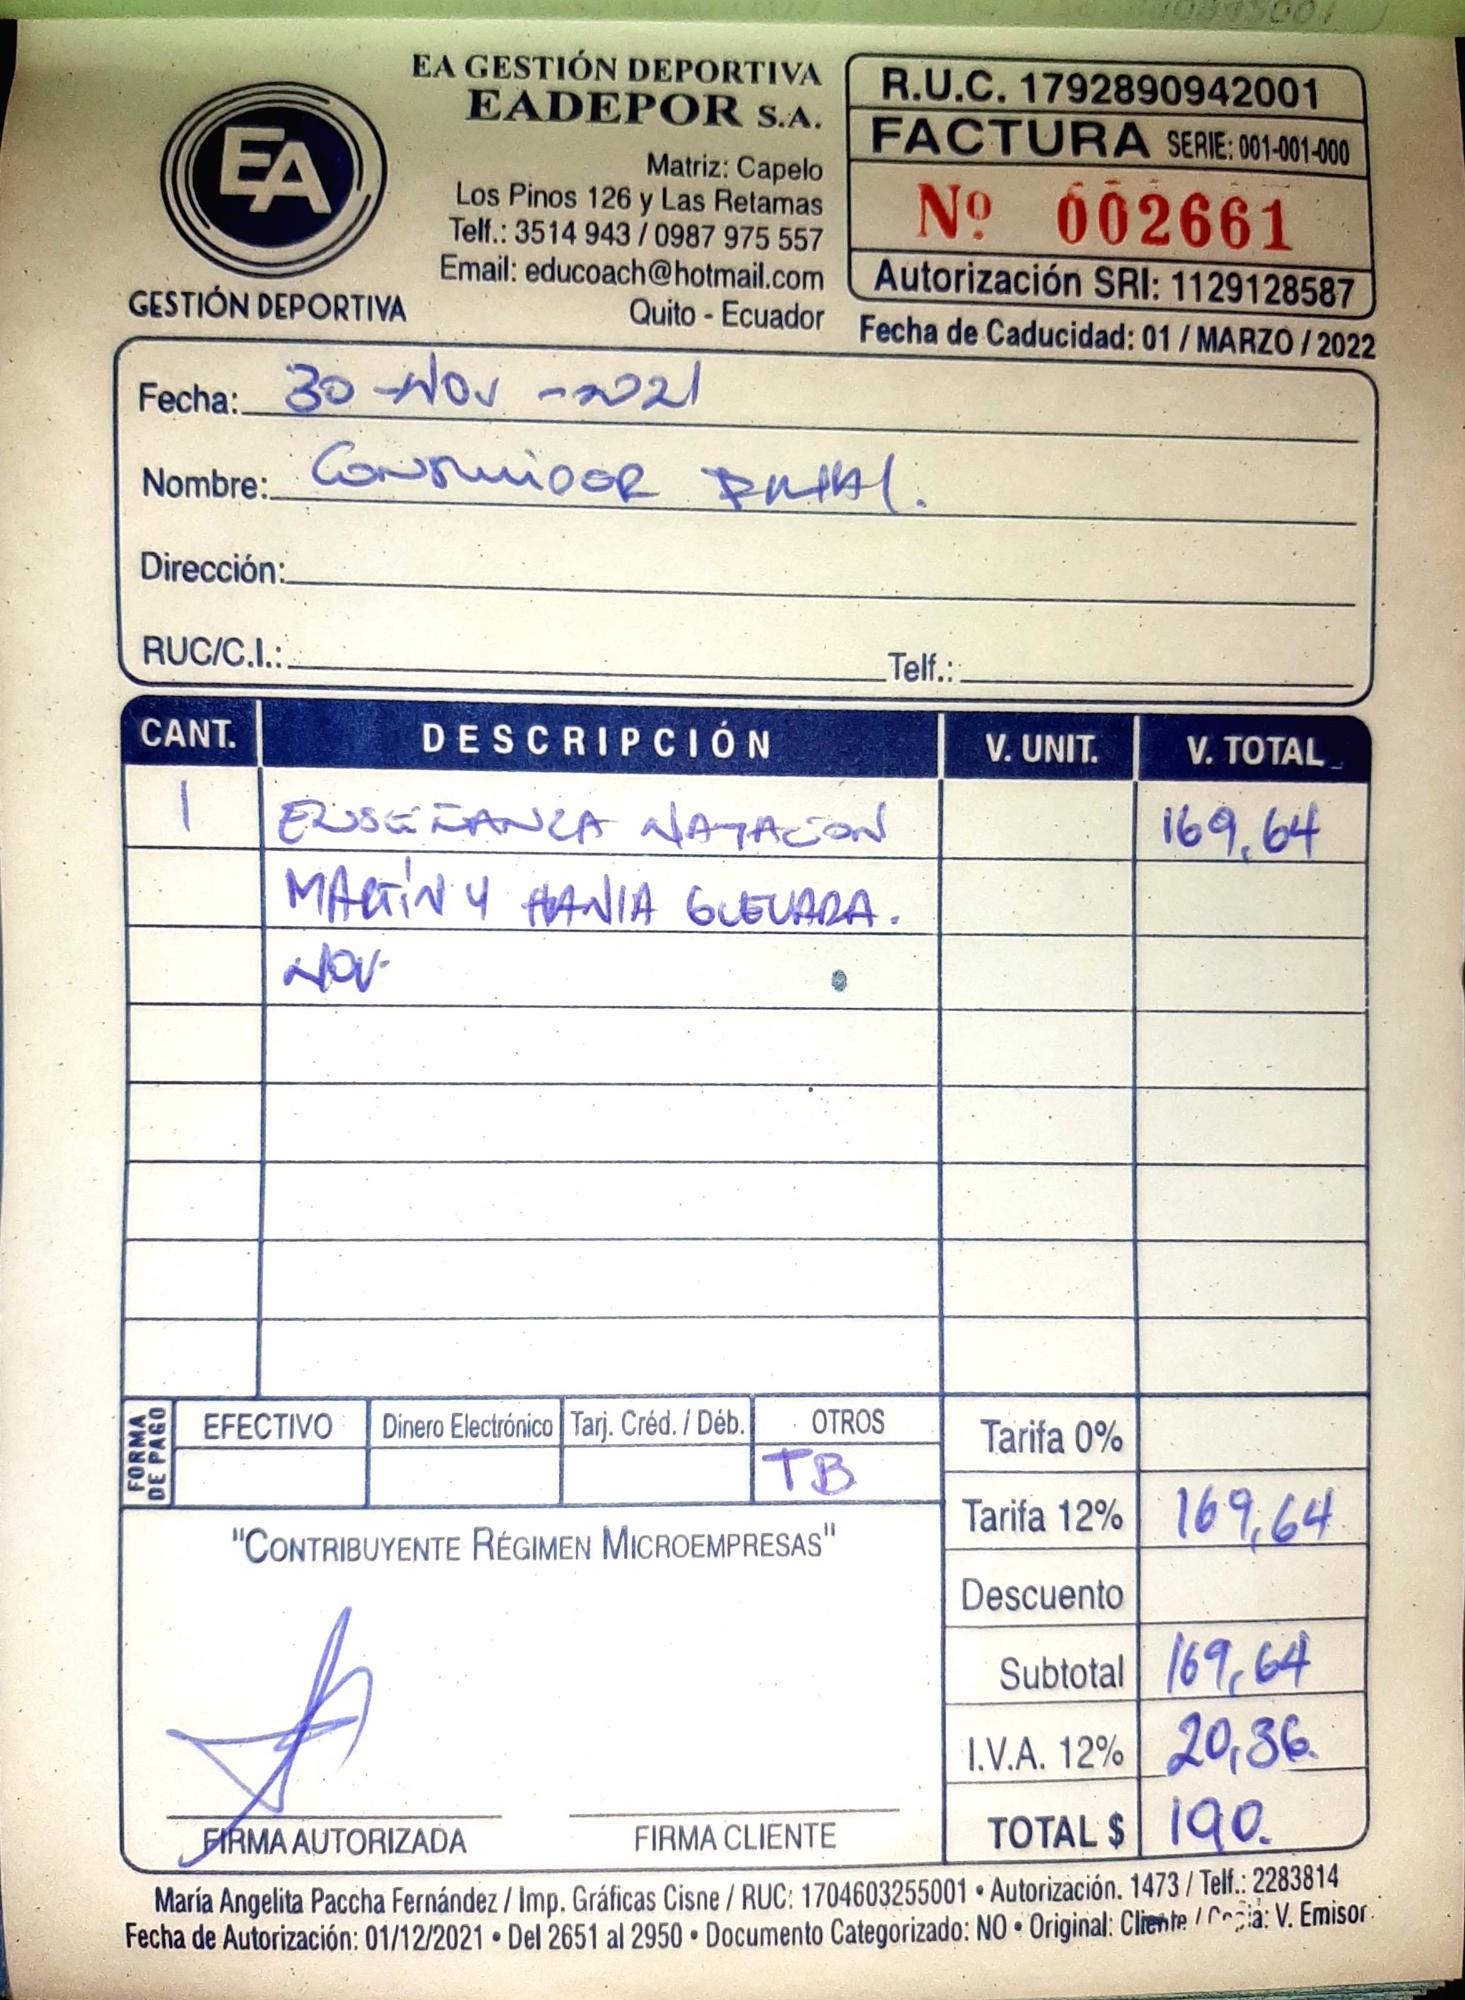 EA GESTIÓN DEPORTIVA
EADEPOR S.A.
Matriz: Capelo
Los Pinos 126 y Las Retamas
Telf.: 3514 943 / 0987 975 557
Email: educoach@hotmail.com
Quito - Ecuador
EA
GESTIÓN DEPORTIVA
R.U.C. 1792890942001
FACTURA SERIE: 001-001-000
Nº 002661
Autorización SRI: 1129128587
Fecha de Caducidad: 01 / MARZO / 2022
Fecha: 30 - NOV - 2021
Nombre: CONSUMIDOR FINAL.
Dirección:
RUC/C.I.: Telf.:
CANT. DESCRIPCIÓN V. UNIT. V. TOTAL
1 ENSEÑANZA NATACION 169,64
MARTÍN Y HANIA GUEVARA.
NOV.
FORMA DE PAGO
EFECTIVO Dinero Electrónico Tarj. Créd. / Déb. OTROS
TB
Tarifa 0%
Tarifa 12% 169,64
Descuento
Subtotal 169,64
I.V.A. 12% 20,36.
TOTAL $ 190.
"CONTRIBUYENTE RÉGIMEN MICROEMPRESAS"
FIRMA AUTORIZADA FIRMA CLIENTE
María Angelita Paccha Fernández / Imp. Gráficas Cisne / RUC: 1704603255001 • Autorización. 1473 / Telf.: 2283814
Fecha de Autorización: 01/12/2021 • Del 2651 al 2950 • Documento Categorizado: NO • Original: Cliente / Copia: V. Emisor